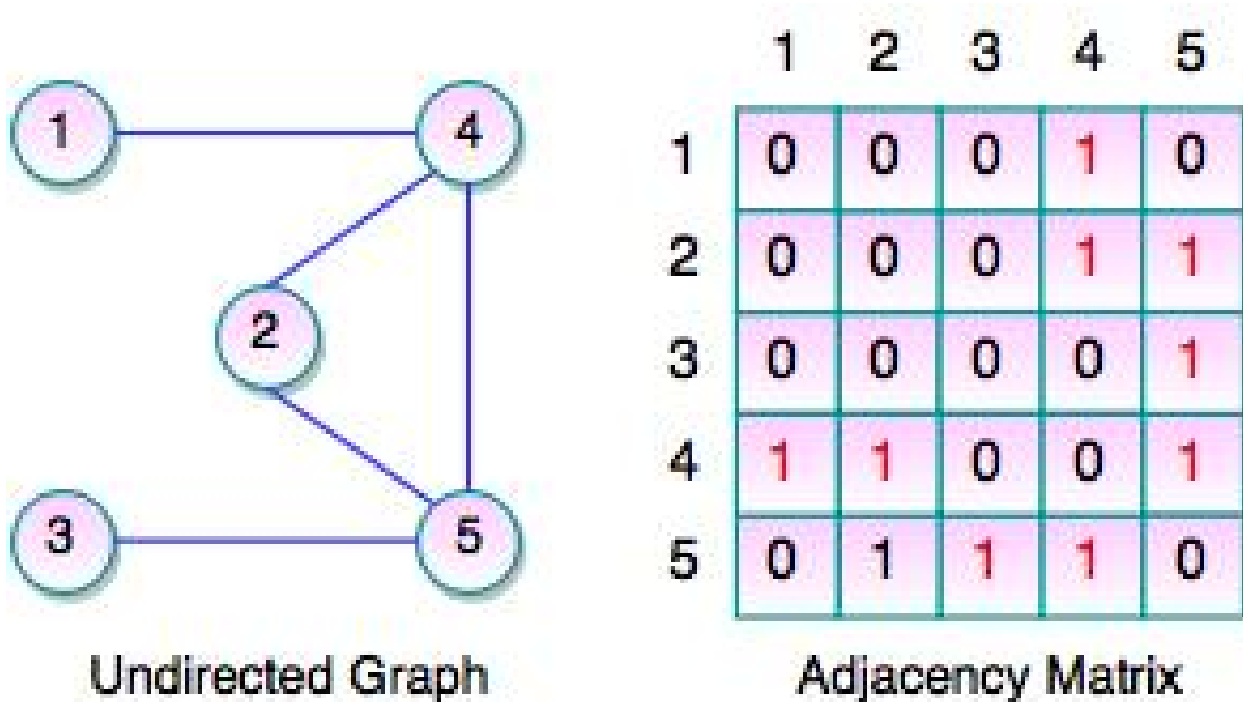 1 4
2
3 5
Undirected Graph
1 2 3 4 5
1 0 0 0 1 0
2 0 0 0 1 1
3 0 0 0 0 1
4 1 1 0 0 1
5 0 1 1 1 0
Adjacency Matrix